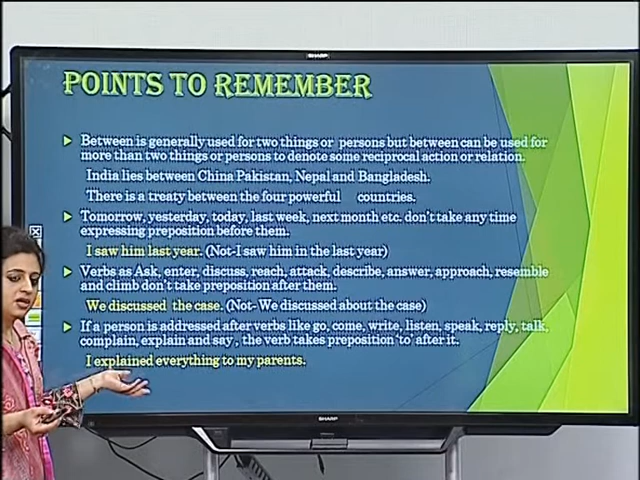 SHARP
POINTS TO REMEMBER
Between is generally used for two things or persons but between can be used for
more than two things or persons to denote some reciprocal action or relation.
India lies between China Pakistan, Nepal and Bangladesh.
There is a treaty between the four powerful countries.
Tomorrow, yesterday, today, last week, next month etc. don't take any time
expressing preposition before them.
I saw him last year. (Not-I saw him in the last year)
Verbs as Ask, enter, discuss, reach, attack, describe, answer, approach, resemble
and climb don't take preposition after them.
We discussed the case. (Not- We discussed about the case)
If a person is addressed after verbs like go, come, write, listen, speak, reply, talk,
complain, explain and say , the verb takes preposition 'to' after it.
I explained everything to my parents.
SHARP